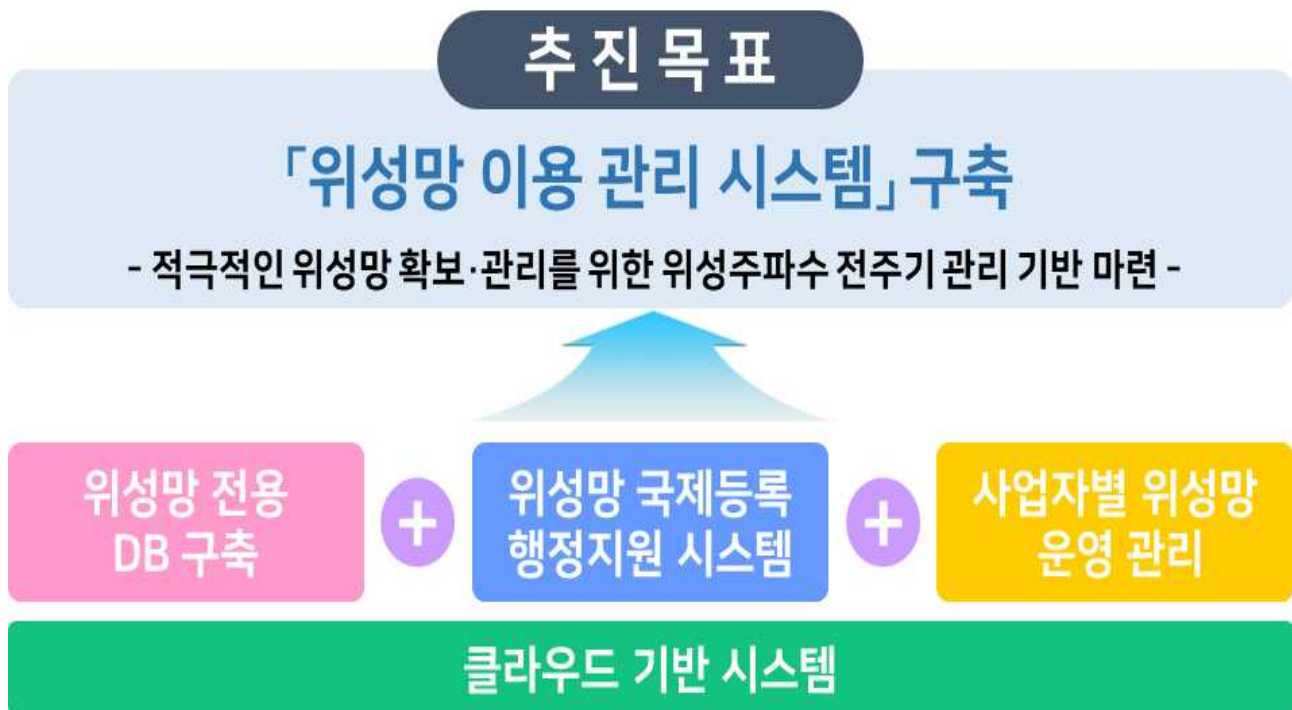 추진목표
「위성망 이용 관리 시스템」 구축
- 적극적인 위성망 확보·관리를 위한 위성주파수 전주기 관리 기반 마련 -
위성망 전용
DB 구축
+
위성망 국제등록
행정지원 시스템
+
사업자별 위성망
운영 관리
클라우드 기반 시스템